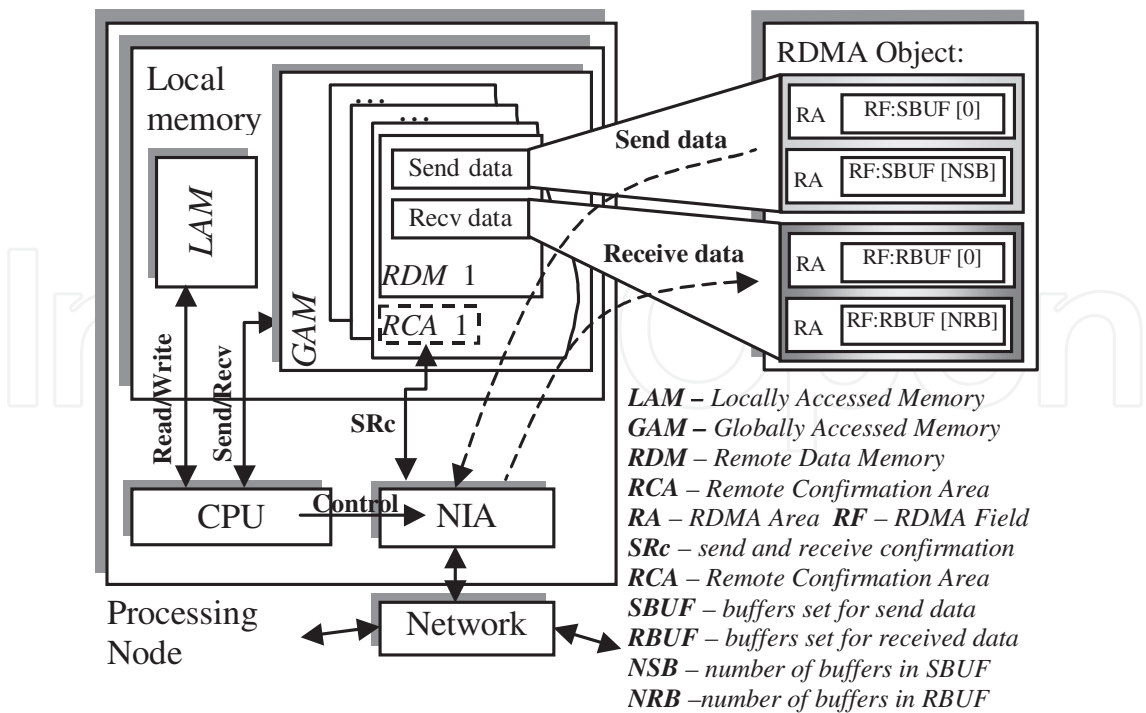 Local
memory
LAM
GAM
...
...
Send data
Recv data
RDM 1
RCA 1
Read/Write
Send/Recv
SRc
CPU
Control
NIA
Network
Processing
Node
Send data
Receive data
RDMA Object:
RA RF:SBUF [0]
RA RF:SBUF [NSB]
RA RF:RBUF [0]
RA RF:RBUF [NRB]
LAM – Locally Accessed Memory
GAM – Globally Accessed Memory
RDM – Remote Data Memory
RCA – Remote Confirmation Area
RA – RDMA Area RF – RDMA Field
SRc – send and receive confirmation
RCA – Remote Confirmation Area
SBUF – buffers set for send data
RBUF – buffers set for received data
NSB – number of buffers in SBUF
NRB –number of buffers in RBUF